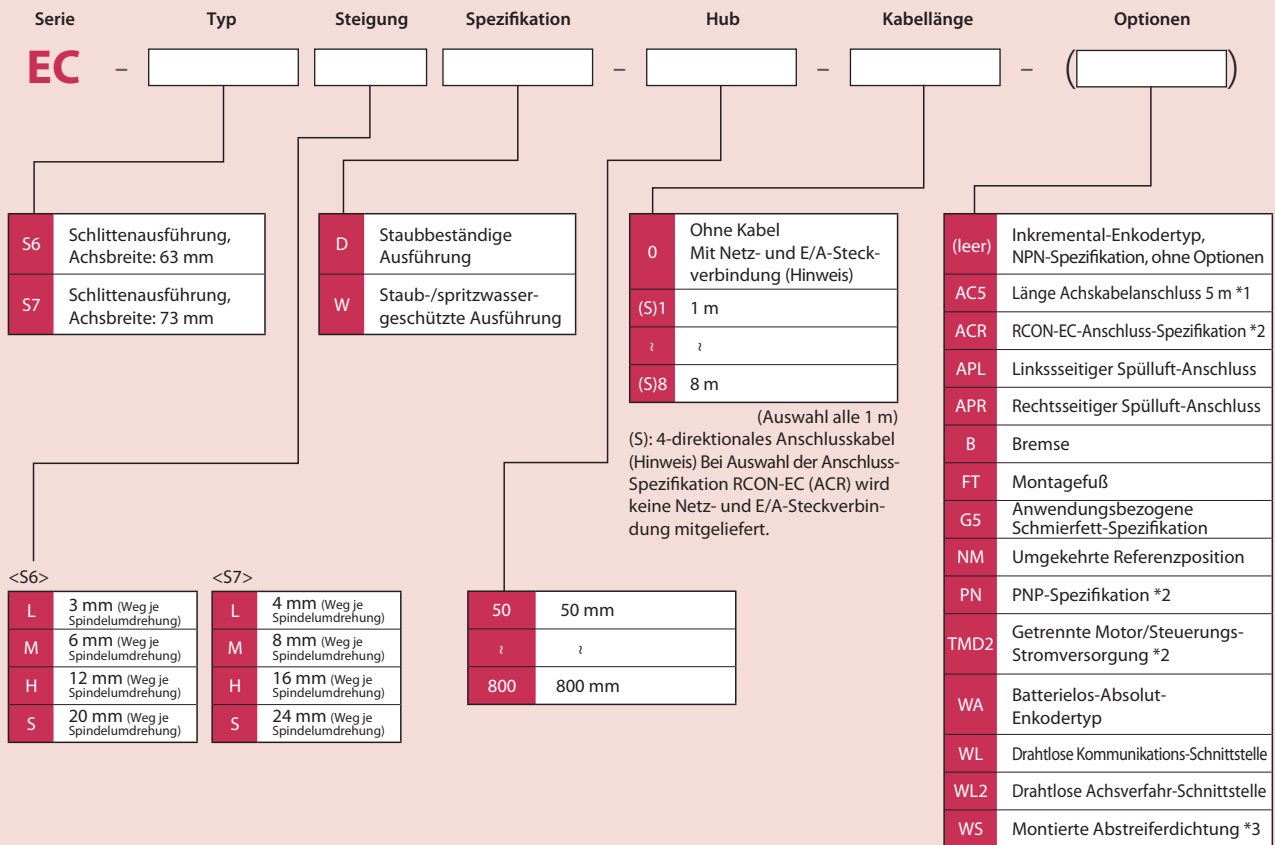 Serie Typ Steigung Spezifikation Hub Kabellänge Optionen
EC – – – – ( )
S6 Schlittenausführung,
Achsbreite: 63 mm
S7 Schlittenausführung,
Achsbreite: 73 mm
D Staubbeständige
Ausführung
W Staub-/spritzwasser-
geschützte Ausführung
0 Ohne Kabel
Mit Netz- und E/A-Steck-
verbindung (Hinweis)
(S)1 1 m
~ ~
(S)8 8 m
(Auswahl alle 1 m)
(S): 4-direktionales Anschlusskabel
(Hinweis) Bei Auswahl der Anschluss-
Spezifikation RCON-EC (ACR) wird
keine Netz- und E/A-Steckverbin-
dung mitgeliefert.
(leer) Inkremental-Enkodertyp,
NPN-Spezifikation, ohne Optionen
AC5 Länge Achskabelanschluss 5 m *1
ACR RCON-EC-Anschluss-Spezifikation *2
APL Linkssseitiger Spülluft-Anschluss
APR Rechtsseitiger Spülluft-Anschluss
B Bremse
FT Montagefuß
G5 Anwendungsbezogene
Schmierfett-Spezifikation
NM Umgekehrte Referenzposition
PN PNP-Spezifikation *2
TMD2 Getrennte Motor/Steuerungs-
Stromversorgung *2
WA Batterielos-Absolut-
Enkodertyp
WL Drahtlose Kommunikations-Schnittstelle
WL2 Drahtlose Achsverfahr-Schnittstelle
WS Montierte Abstreiferdichtung *3
<S6>
L 3 mm (Weg je
Spindelumdrehung)
M 6 mm (Weg je
Spindelumdrehung)
H 12 mm (Weg je
Spindelumdrehung)
S 20 mm (Weg je
Spindelumdrehung)
<S7>
L 4 mm (Weg je
Spindelumdrehung)
M 8 mm (Weg je
Spindelumdrehung)
H 16 mm (Weg je
Spindelumdrehung)
S 24 mm (Weg je
Spindelumdrehung)
50 50 mm
~ ~
800 800 mm